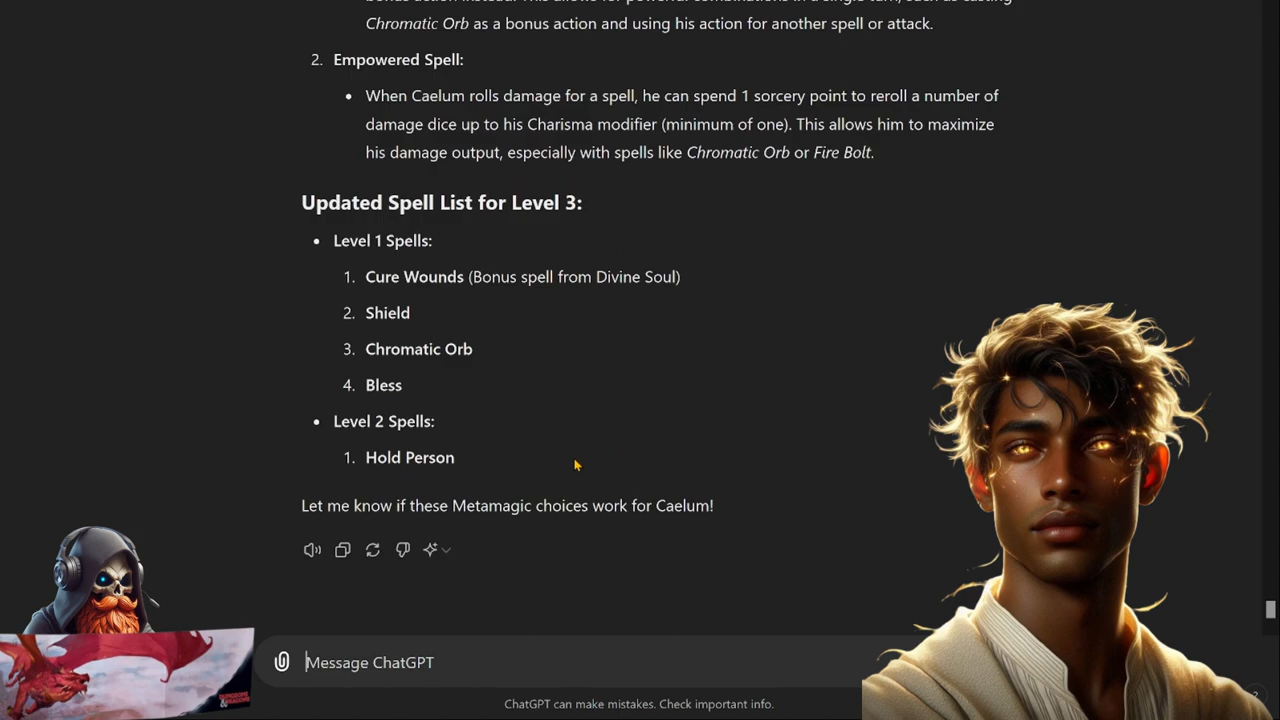 Chromatic Orb as a bonus action and using his action for another spell or attack.
2. Empowered Spell:
• When Caelum rolls damage for a spell, he can spend 1 sorcery point to reroll a number of
damage dice up to his Charisma modifier (minimum of one). This allows him to maximize
his damage output, especially with spells like Chromatic Orb or Fire Bolt.
Updated Spell List for Level 3:
• Level 1 Spells:
1. Cure Wounds (Bonus spell from Divine Soul)
2. Shield
3. Chromatic Orb
4. Bless
• Level 2 Spells:
1. Hold Person
Let me know if these Metamagic choices work for Caelum!
Message ChatGPT
ChatGPT can make mistakes. Check important info.
DUNGEONS
&DRAGONS